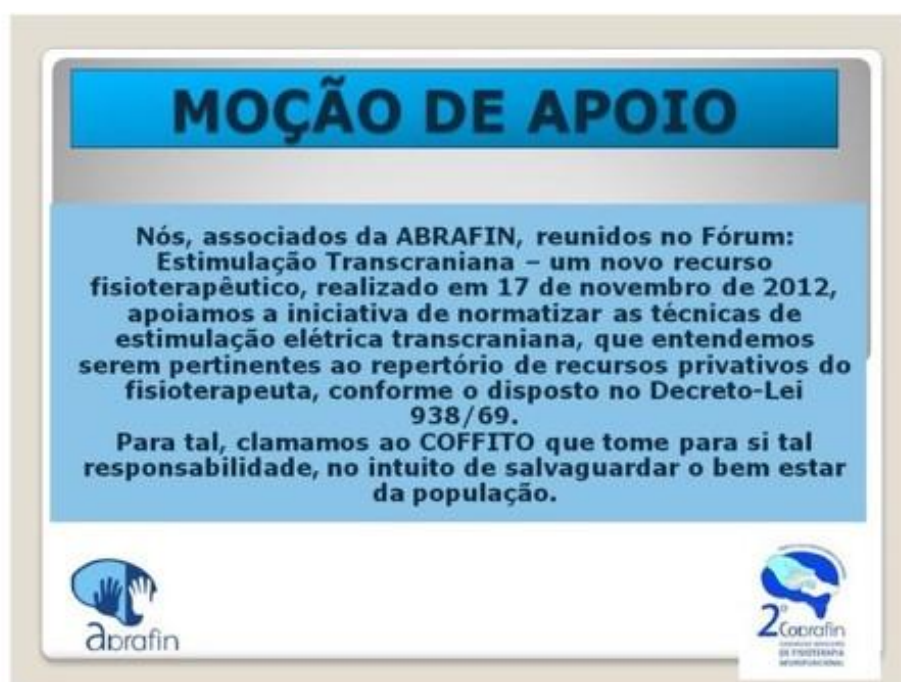 MOÇÃO DE APOIO
Nós, associados da ABRAFIN, reunidos no Fórum:
Estimulação Transcraniana – um novo recurso
fisioterapêutico, realizado em 17 de novembro de 2012,
apoiamos a iniciativa de normatizar as técnicas de
estimulação elétrica transcraniana, que entendemos
serem pertinentes ao repertório de recursos privativos do
fisioterapeuta, conforme o disposto no Decreto-Lei
938/69.
Para tal, clamamos ao COFFITO que tome para si tal
responsabilidade, no intuito de salvaguardar o bem estar
da população.
abrafin
2º Cobrafin
DE FISIOTERAPIA
NEUROFUNCIONAL